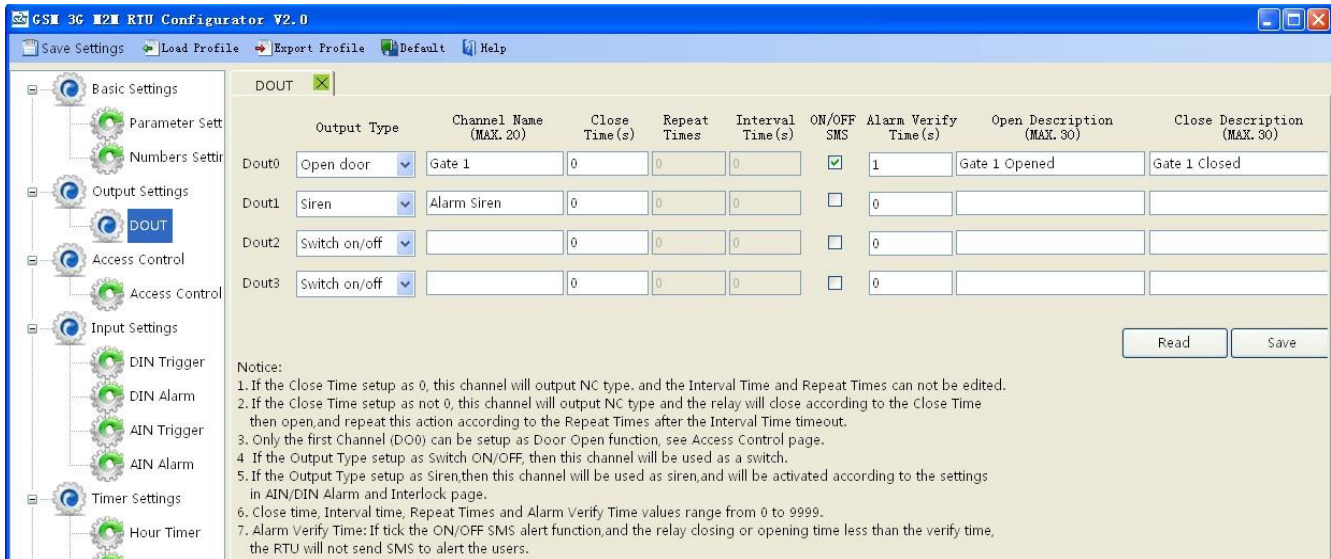 GSM 3G M2M RTU Configurator V2.0
Save Settings Load Profile Export Profile Default Help
Basic Settings
Parameter Sett
Numbers Settin
Output Settings
DOUT
Access Control
Access Control
Input Settings
DIN Trigger
DIN Alarm
AIN Trigger
AIN Alarm
Timer Settings
Hour Timer
DOUT
Output Type Channel Name (MAX.20) Close Time(s) Repeat Times Interval Time(s) ON/OFF SMS Alarm Verify Time(s) Open Description (MAX.30) Close Description (MAX.30)
Dout0 Open door Gate 1 0 0 0 1 Gate 1 Opened Gate 1 Closed
Dout1 Siren Alarm Siren 0 0 0 0
Dout2 Switch on/off 0 0 0 0
Dout3 Switch on/off 0 0 0 0
Read Save
Notice:
1. If the Close Time setup as 0, this channel will output NC type. and the Interval Time and Repeat Times can not be edited.
2. If the Close Time setup as not 0, this channel will output NC type and the relay will close according to the Close Time
then open,and repeat this action according to the Repeat Times after the Interval Time timeout.
3. Only the first Channel (DO0) can be setup as Door Open function, see Access Control page.
4 If the Output Type setup as Switch ON/OFF, then this channel will be used as a switch.
5. If the Output Type setup as Siren,then this channel will be used as siren,and will be activated according to the settings
in AIN/DIN Alarm and Interlock page.
6. Close time, Interval time, Repeat Times and Alarm Verify Time values range from 0 to 9999.
7. Alarm Verify Time: If tick the ON/OFF SMS alert function,and the relay closing or opening time less than the verify time,
the RTU will not send SMS to alert the users.